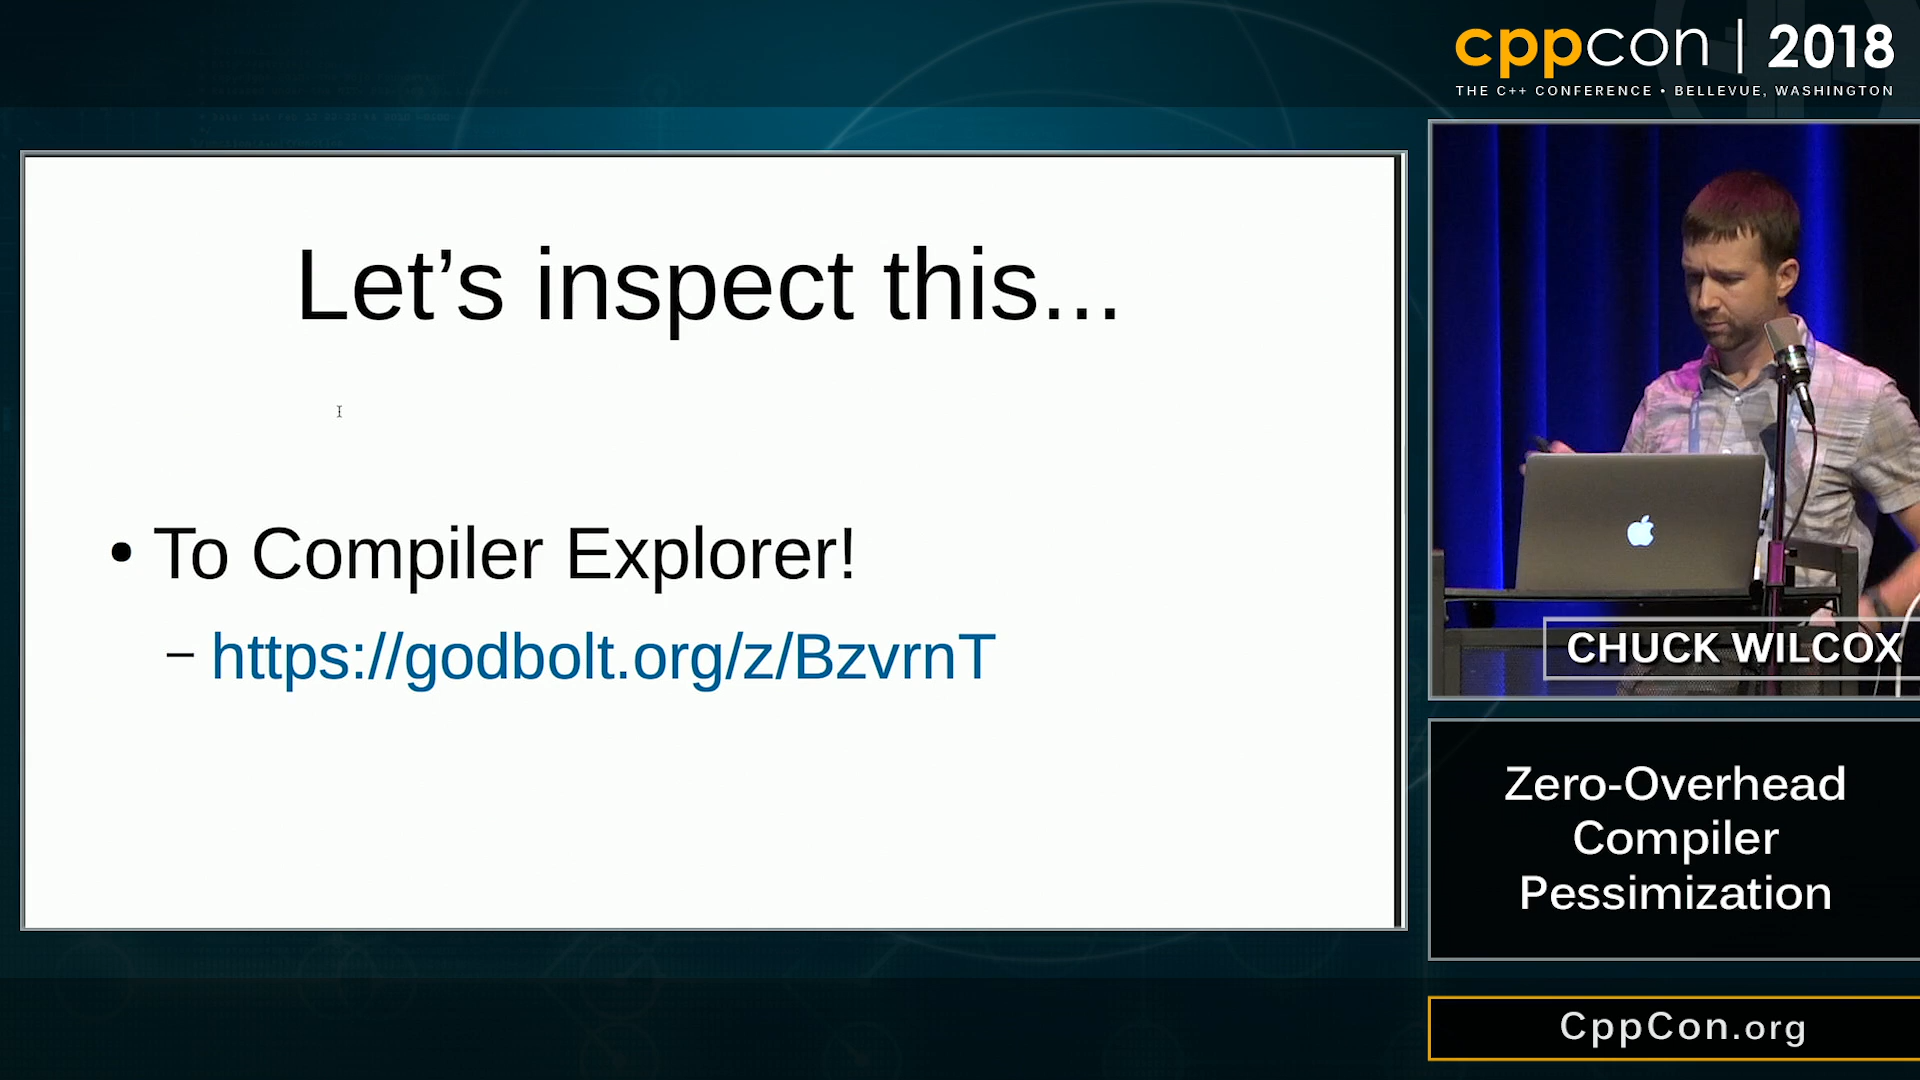 cppcon | 2018
THE C++ CONFERENCE • BELLEVUE, WASHINGTON
Let’s inspect this...
• To Compiler Explorer!
– https://godbolt.org/z/BzvrnT
CHUCK WILCOX
Zero-Overhead
Compiler
Pessimization
CppCon.org